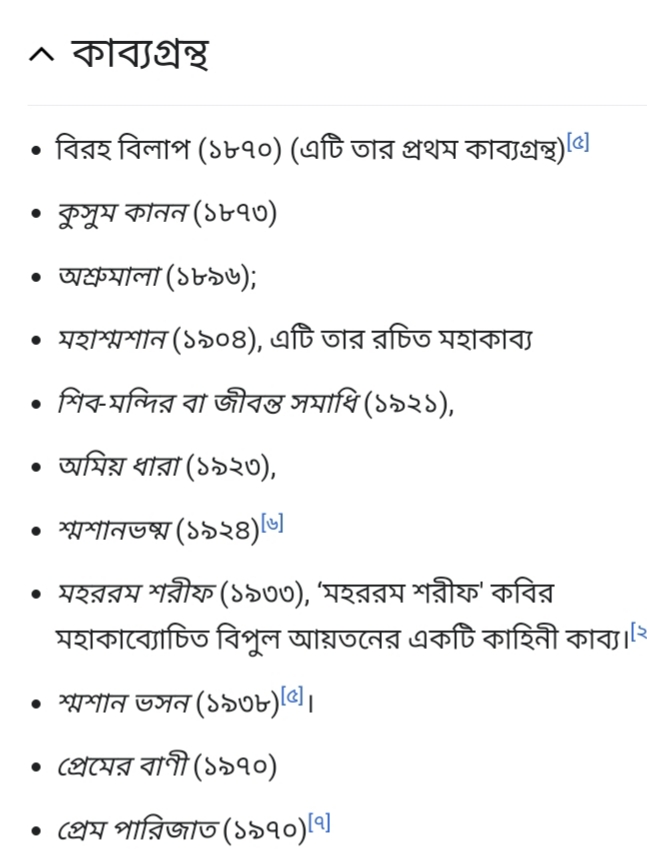 কাব্যগ্রন্থ
• বিরহ বিলাপ (১৮৭০) (এটি তার প্রথম কাব্যগ্রন্থ)[৫]
• কুসুম কানন (১৮৭৩)
• অশ্রুমালা (১৮৯৬);
• মহাশ্মশান (১৯০৪), এটি তার রচিত মহাকাব্য
• শিব-মন্দির বা জীবন্ত সমাধি (১৯২১),
• অমিয় ধারা (১৯২৩),
• শ্মশানভষ্ম (১৯২৪)[৬]
• মহররম শরীফ (১৯৩৩), ‘মহররম শরীফ' কবির
মহাকাব্যোচিত বিপুল আয়তনের একটি কাহিনী কাব্য।[২
• শ্মশান ভসন (১৯৩৮)[৫]।
• প্রেমের বাণী (১৯৭০)
• প্রেম পারিজাত (১৯৭০)[৭]